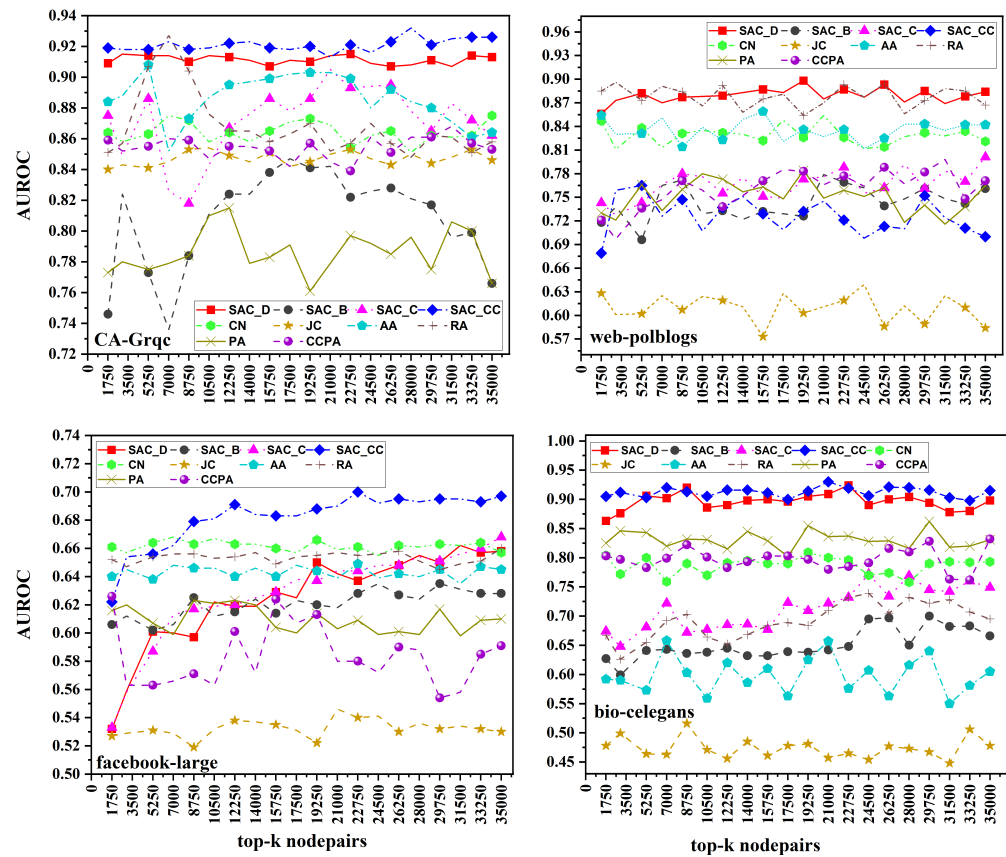 0.94
0.92
0.90
0.88
0.86
0.84
0.82
0.80
0.78
0.76
0.74
0.72
AUROC
SAC_D SAC_B SAC_C SAC_CC
CN JC AA RA
PA CCPA
CA-Grqc
0 1750 3500 5250 7000 8750 10500 12250 14000 15750 17500 19250 21000 22750 24500 26250 28000 29750 31500 33250 35000
0.99
0.96
0.93
0.90
0.87
0.84
0.81
0.78
0.75
0.72
0.69
0.66
0.63
0.60
0.57
SAC_D SAC_B SAC_C SAC_CC
CN JC AA RA
PA CCPA
web-polblogs
0 1750 3500 5250 7000 8750 10500 12250 14000 15750 17500 19250 21000 22750 24500 26250 28000 29750 31500 33250 35000
0.74
0.72
0.70
0.68
0.66
0.64
0.62
0.60
0.58
0.56
0.54
0.52
0.50
AUROC
SAC_D SAC_B SAC_C SAC_CC
CN JC AA RA
PA CCPA
facebook-large
0 1750 3500 5250 7000 8750 10500 12250 14000 15750 17500 19250 21000 22750 24500 26250 28000 29750 31500 33250 35000
top-k nodepairs
1.00
0.95
0.90
0.85
0.80
0.75
0.70
0.65
0.60
0.55
0.50
0.45
SAC_D SAC_B SAC_C SAC_CC CN
JC AA RA PA CCPA
bio-celegans
0 1750 3500 5250 7000 8750 10500 12250 14000 15750 17500 19250 21000 22750 24500 26250 28000 29750 31500 33250 35000
top-k nodepairs